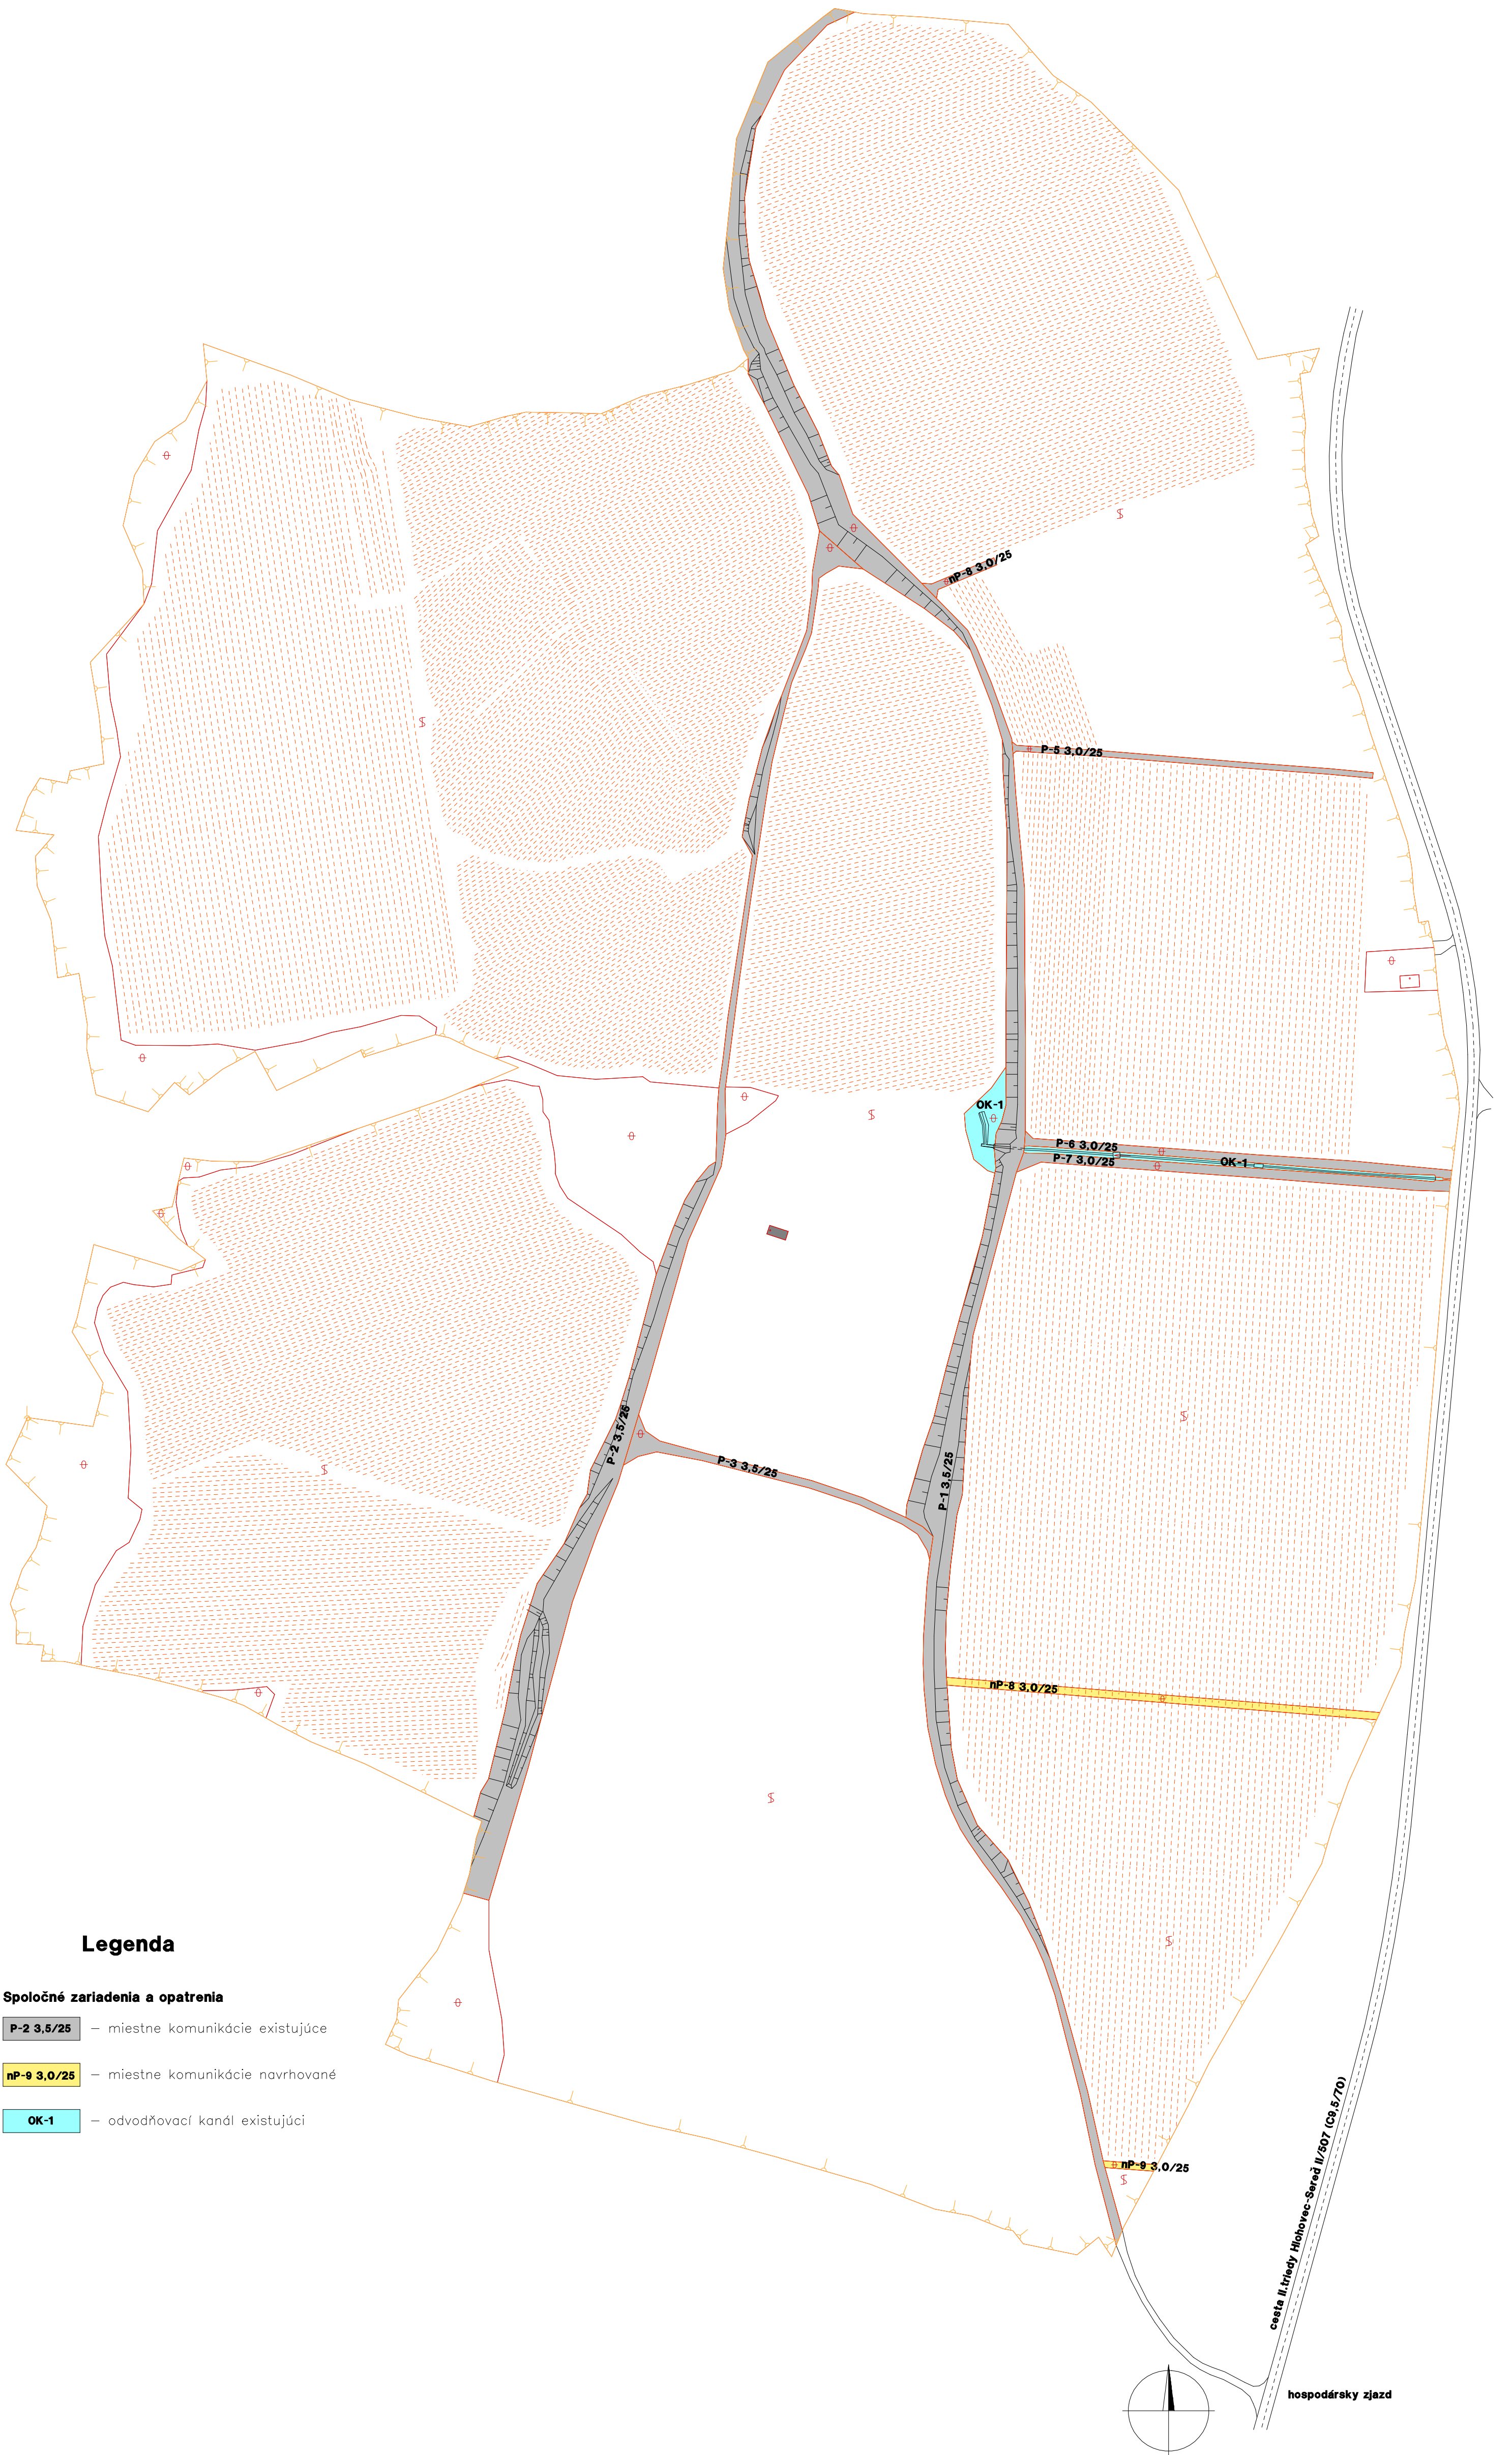 nP-8 3,0/25
P-5 3,0/25
OK-1
P-6 3,0/25
P-7 3,0/25
OK-1
P-2 3,5/25
P-3 3,5/25
P-1 3,5/25
nP-8 3,0/25
nP-9 3,0/25
cesta II.triedy Hlohovec-Sereď II/507 (C9,5/70)
hospodársky zjazd
Legenda
Spoločné zariadenia a opatrenia
P-2 3,5/25 – miestne komunikácie existujúce
nP-9 3,0/25 – miestne komunikácie navrhované
OK-1 – odvodňovací kanál existujúci